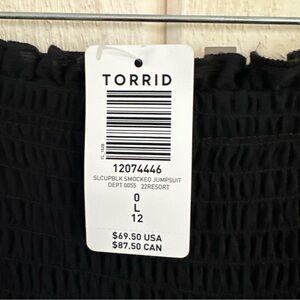 TORRID
12074446
SLCUPBLK SMOCKED JUMPSUIT
DEPT 0055 22RESORT
0
L
12
$69.50 USA
$87.50 CAN